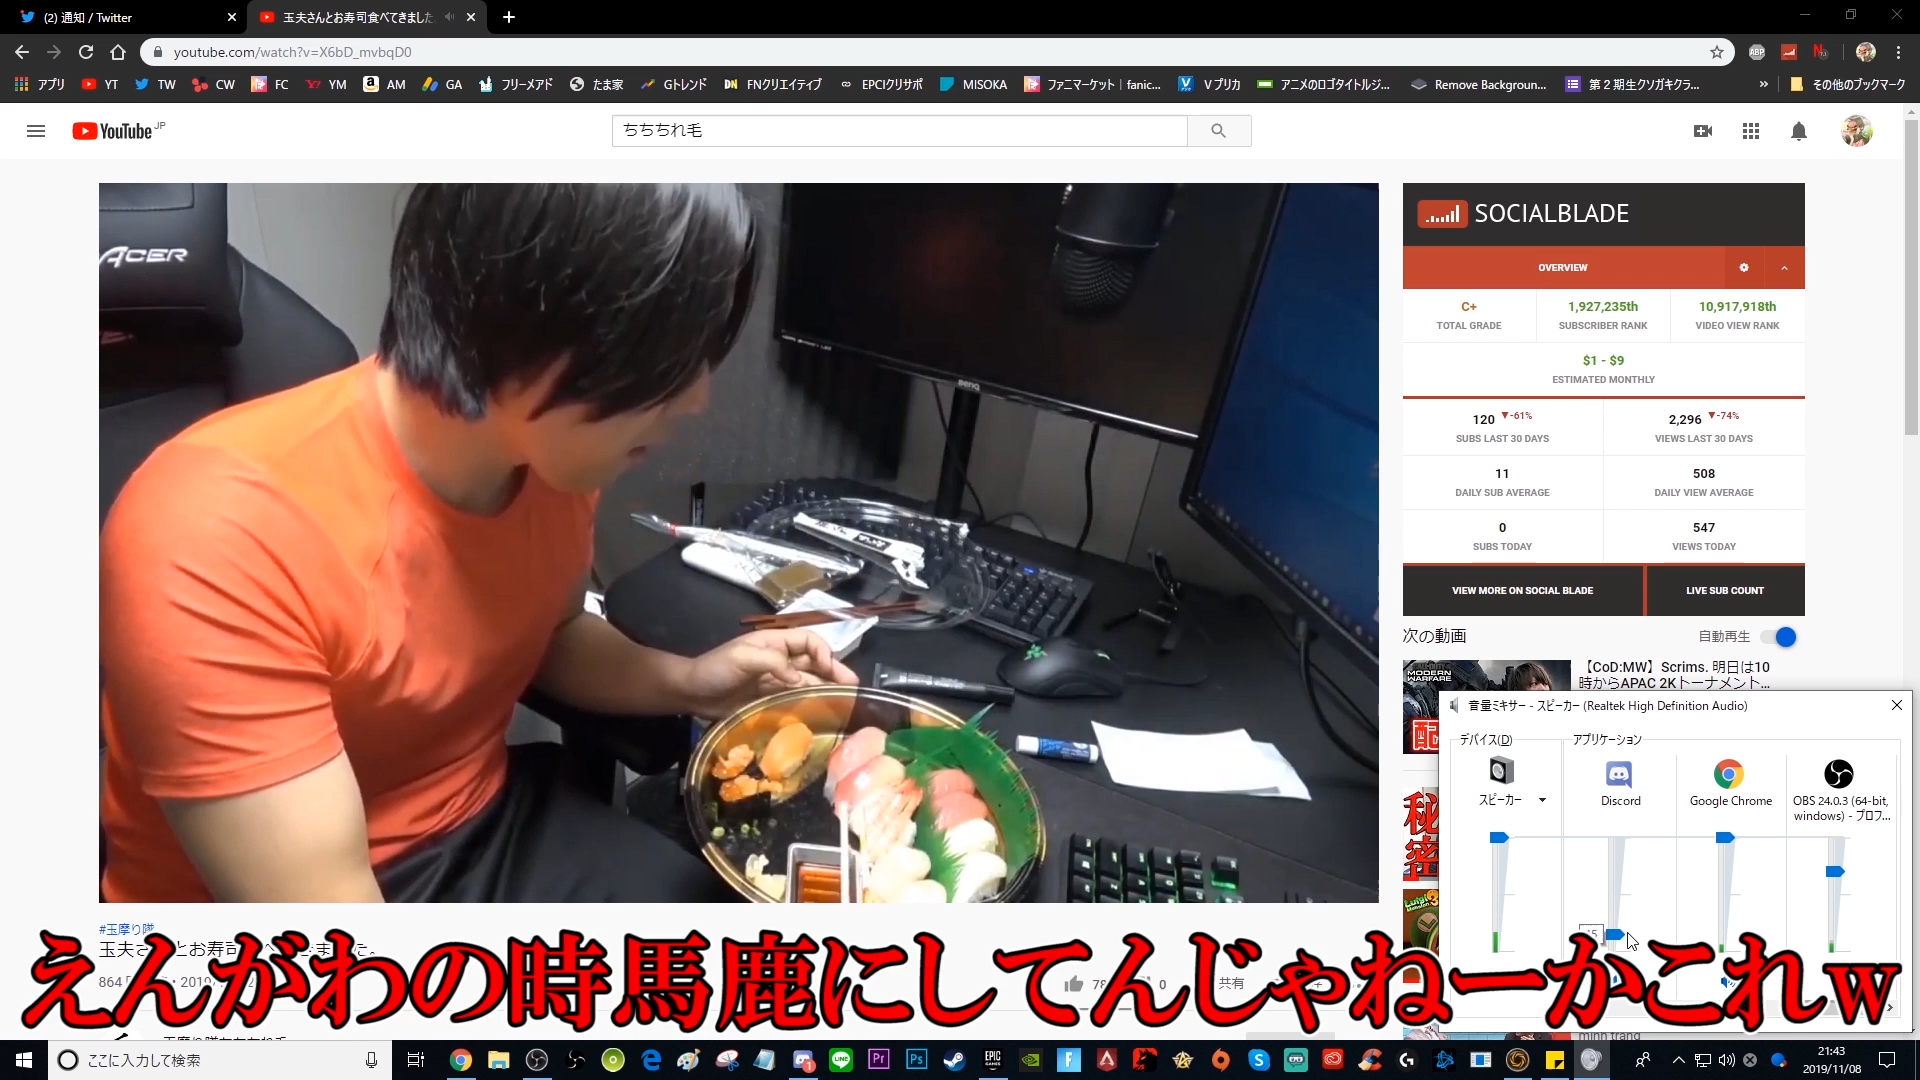 (2) 通知 / Twitter
玉夫さんとお寿司食べてきました
youtube.com/watch?v=X6bD_mvbqD0
アプリ YT TW CW FC YM AM GA フリーメアド たま家 Gトレンド FNクリエイティブ EPCIクリサポ MISOKA ファニマーケット | fanic... Vプリカ アニメのロゴタイトルジ... Remove Backgroun... 第２期生クソガキクラ... » その他のブックマーク
YouTube JP
ちちちれ毛
ACER
BenQ
SOCIALBLADE
OVERVIEW
C+ 1,927,235th 10,917,918th
TOTAL GRADE SUBSCRIBER RANK VIDEO VIEW RANK
$1 - $9
ESTIMATED MONTHLY
120 ▼-61% 2,296 ▼-74%
SUBS LAST 30 DAYS VIEWS LAST 30 DAYS
11 508
DAILY SUB AVERAGE DAILY VIEW AVERAGE
0 547
SUBS TODAY VIEWS TODAY
VIEW MORE ON SOCIAL BLADE LIVE SUB COUNT
次の動画 自動再生
MODERN WARFARE
【CoD:MW】Scrims. 明日は10
時からAPAC 2Kトーナメント...
配
秘密
音量ミキサー - スピーカー (Realtek High Definition Audio)
デバイス(D) アプリケーション
スピーカー Discord Google Chrome OBS 24.0.3 (64-bit,
windows) - プロフ...
#玉摩り隊
864
共有
えんがわの時馬鹿にしてんじゃねーかこれｗ
ここに入力して検索
21:43
2019/11/08